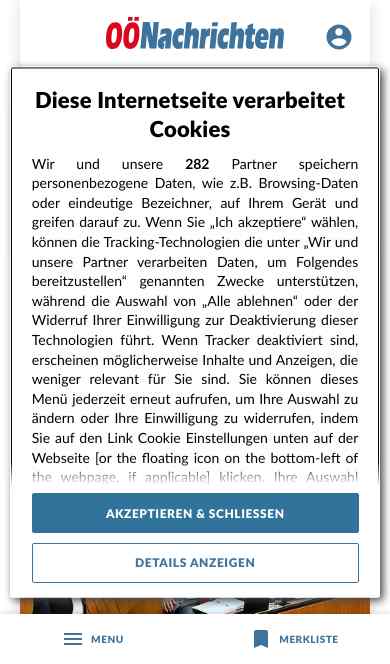 OÖNachrichten
Diese Internetseite verarbeitet
Cookies
Wir und unsere 282 Partner speichern
personenbezogene Daten, wie z.B. Browsing-Daten
oder eindeutige Bezeichner, auf Ihrem Gerät und
greifen darauf zu. Wenn Sie „Ich akzeptiere“ wählen,
können die Tracking-Technologien die unter „Wir und
unsere Partner verarbeiten Daten, um Folgendes
bereitzustellen“ genannten Zwecke unterstützen,
während die Auswahl von „Alle ablehnen“ oder der
Widerruf Ihrer Einwilligung zur Deaktivierung dieser
Technologien führt. Wenn Tracker deaktiviert sind,
erscheinen möglicherweise Inhalte und Anzeigen, die
weniger relevant für Sie sind. Sie können dieses
Menü jederzeit erneut aufrufen, um Ihre Auswahl zu
ändern oder Ihre Einwilligung zu widerrufen, indem
Sie auf den Link Cookie Einstellungen unten auf der
Webseite [or the floating icon on the bottom-left of
the webpage, if applicable] klicken. Ihre Auswahl
AKZEPTIEREN & SCHLIESSEN
DETAILS ANZEIGEN
MENU
MERKLISTE